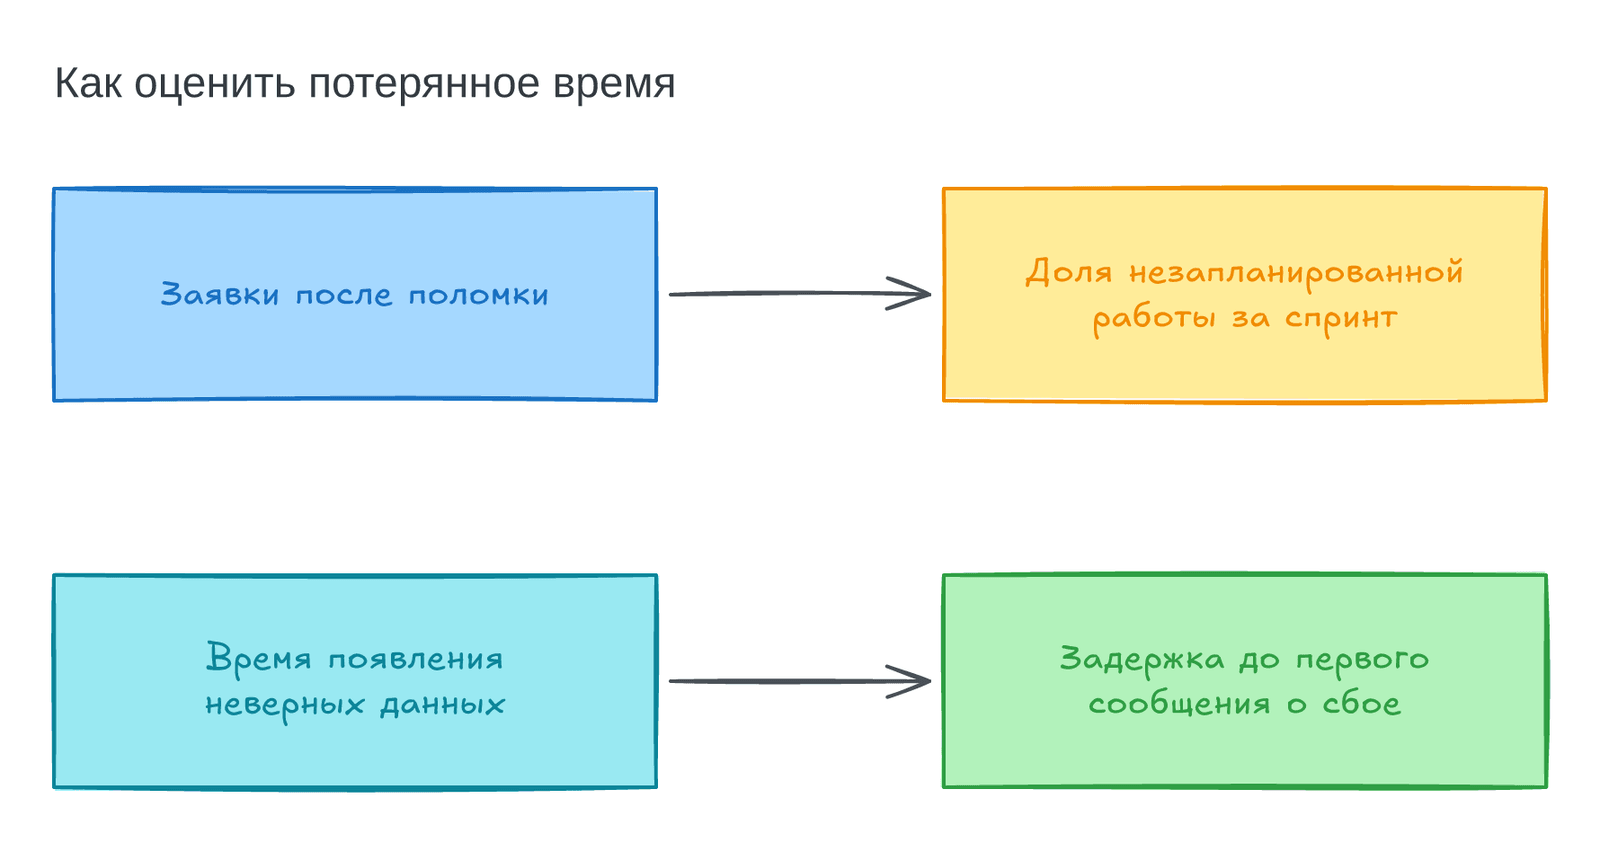 Как оценить потерянное время
Заявки после поломки
Доля незапланированной
работы за спринт
Время появления
неверных данных
Задержка до первого
сообщения о сбое